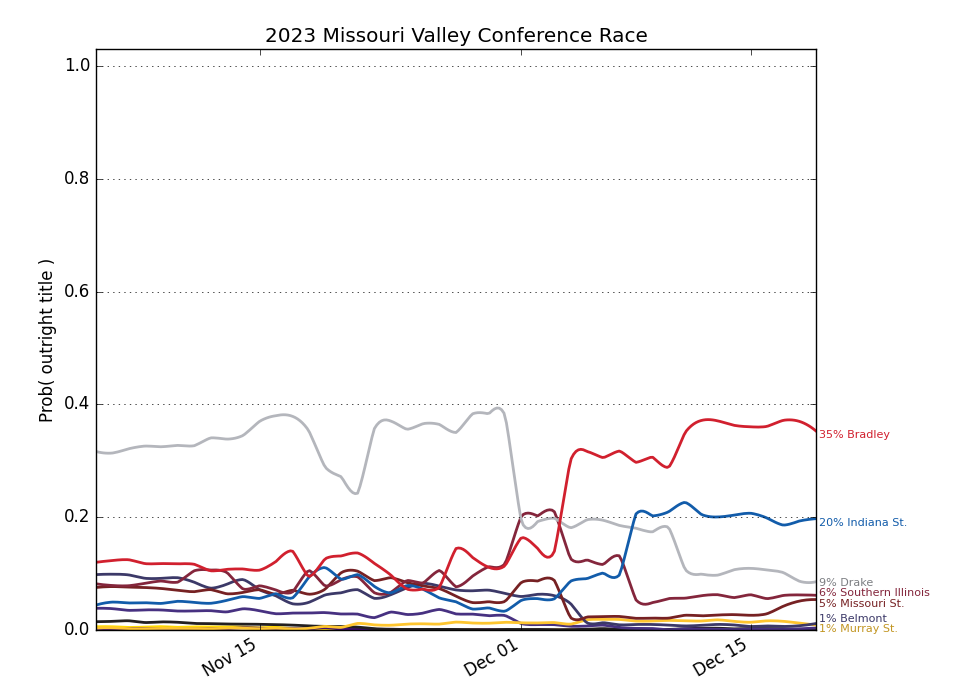 2023 Missouri Valley Conference Race
Prob( outright title )
1.0
0.8
0.6
0.4
0.2
0.0
Nov 15
Dec 01
Dec 15
35% Bradley
20% Indiana St.
9% Drake
6% Southern Illinois
5% Missouri St.
1% Belmont
1% Murray St.